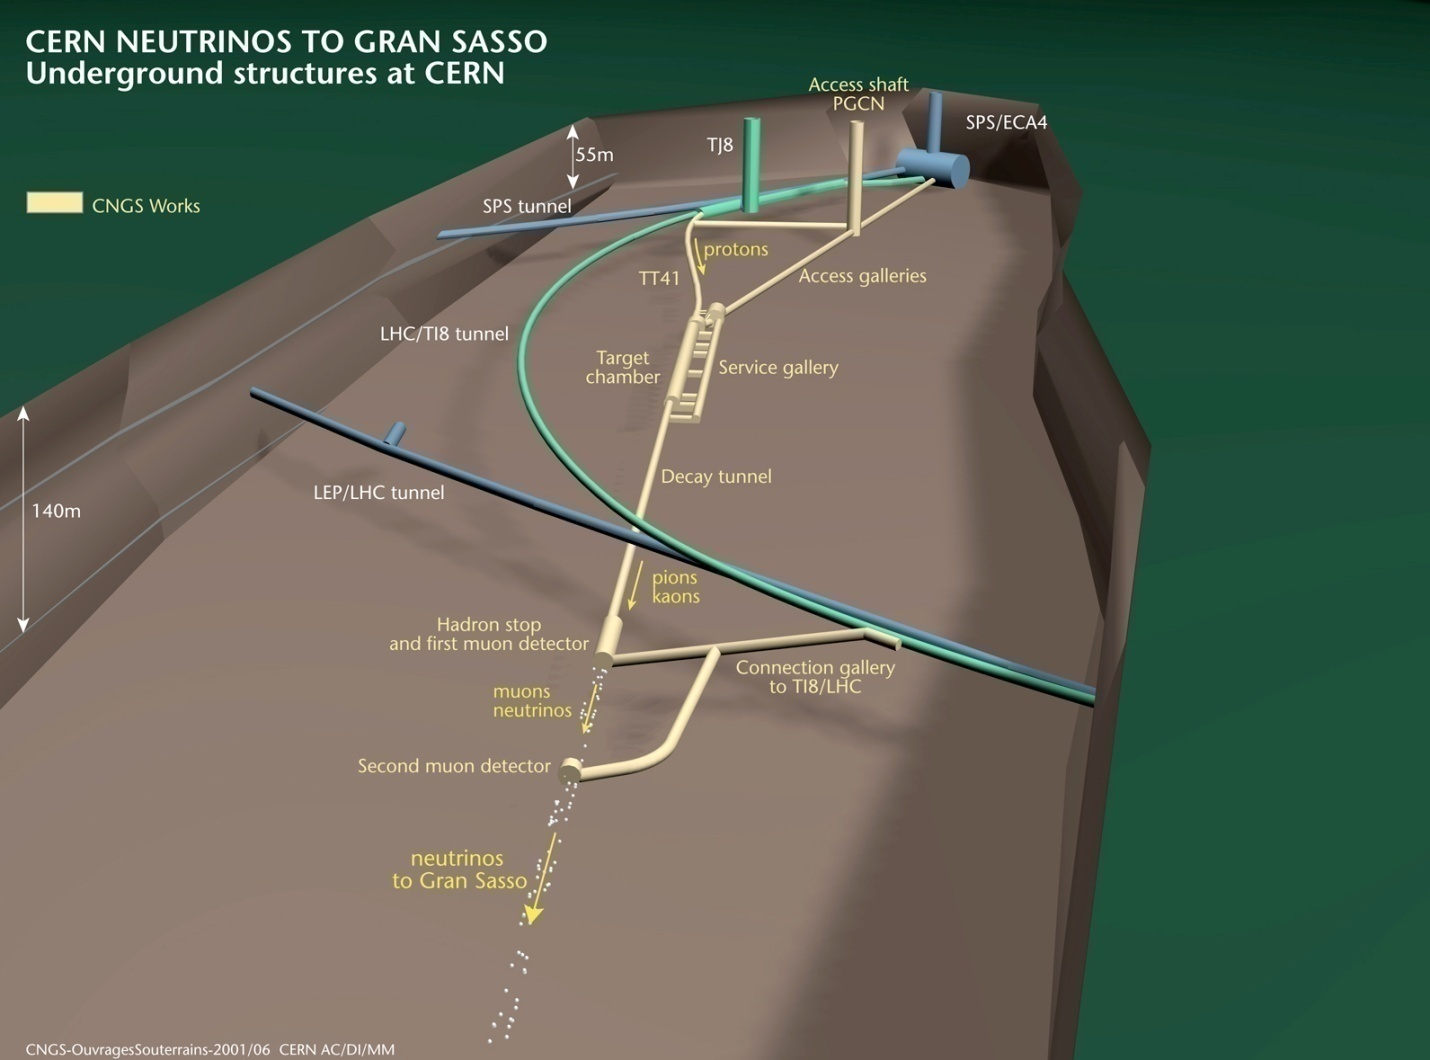 CERN NEUTRINOS TO GRAN SASSO
Underground structures at CERN
Access shaft
PGCN
SPS/ECA4
TJ8
55m
CNGS Works
SPS tunnel
protons
TT41
Access galleries
LHC/TI8 tunnel
Target
chamber
Service gallery
Decay tunnel
LEP/LHC tunnel
140m
pions
kaons
Hadron stop
and first muon detector
Connection gallery
to TI8/LHC
muons
neutrinos
Second muon detector
neutrinos
to Gran Sasso
CNGS-OuvragesSouterrains-2001/06 CERN AC/DI/MM